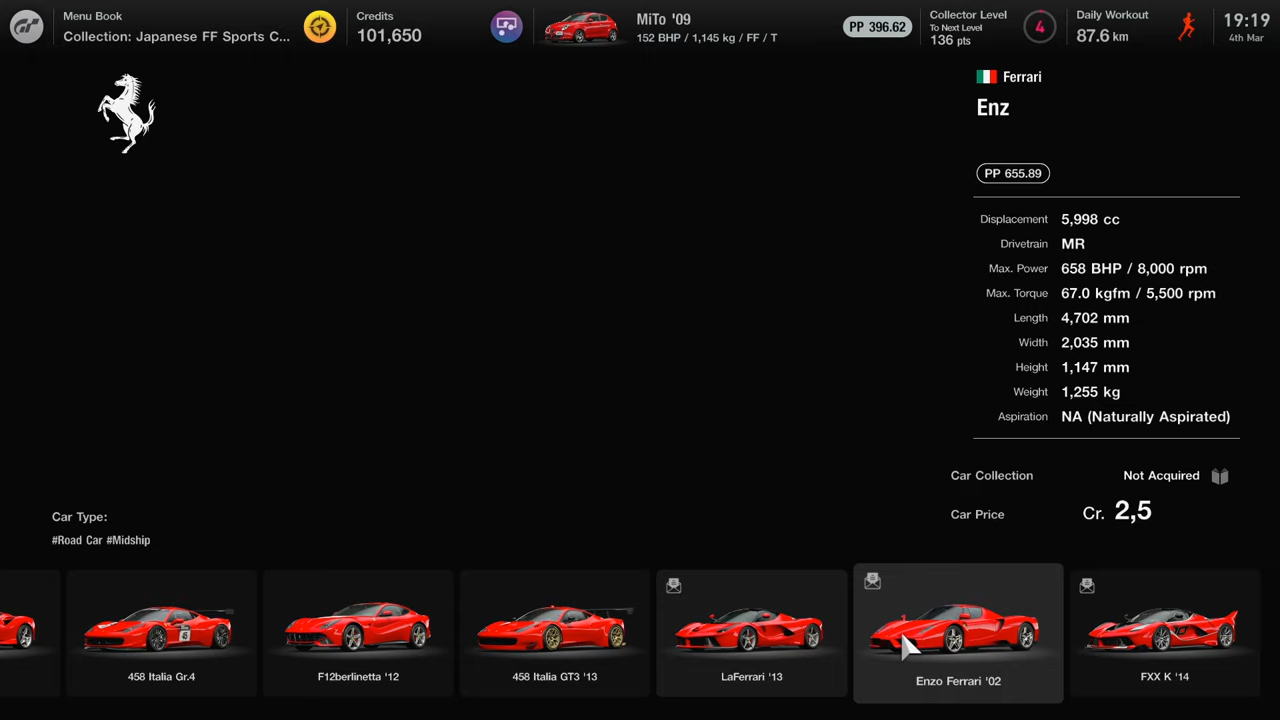 Menu Book
Collection: Japanese FF Sports C...
Credits
101,650
MiTo '09
152 BHP / 1,145 kg / FF / T
PP 396.62
Collector Level
To Next Level
136 pts
4
Daily Workout
87.6 km
19:19
4th Mar
Ferrari
Enz
PP 655.89
Displacement 5,998 cc
Drivetrain MR
Max. Power 658 BHP / 8,000 rpm
Max. Torque 67.0 kgfm / 5,500 rpm
Length 4,702 mm
Width 2,035 mm
Height 1,147 mm
Weight 1,255 kg
Aspiration NA (Naturally Aspirated)
Car Collection Not Acquired
Car Price Cr. 2,5
Car Type:
#Road Car #Midship
458 Italia Gr.4
F12berlinetta '12
458 Italia GT3 '13
LaFerrari '13
Enzo Ferrari '02
FXX K '14